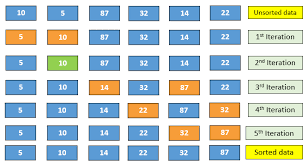 10 5 87 32 14 22 Unsorted data
5 10 87 32 14 22 1st Iteration
5 10 87 32 14 22 2nd Iteration
5 10 14 32 87 22 3rd Iteration
5 10 14 22 87 32 4th Iteration
5 10 14 22 32 87 5th Iteration
5 10 14 22 32 87 Sorted data